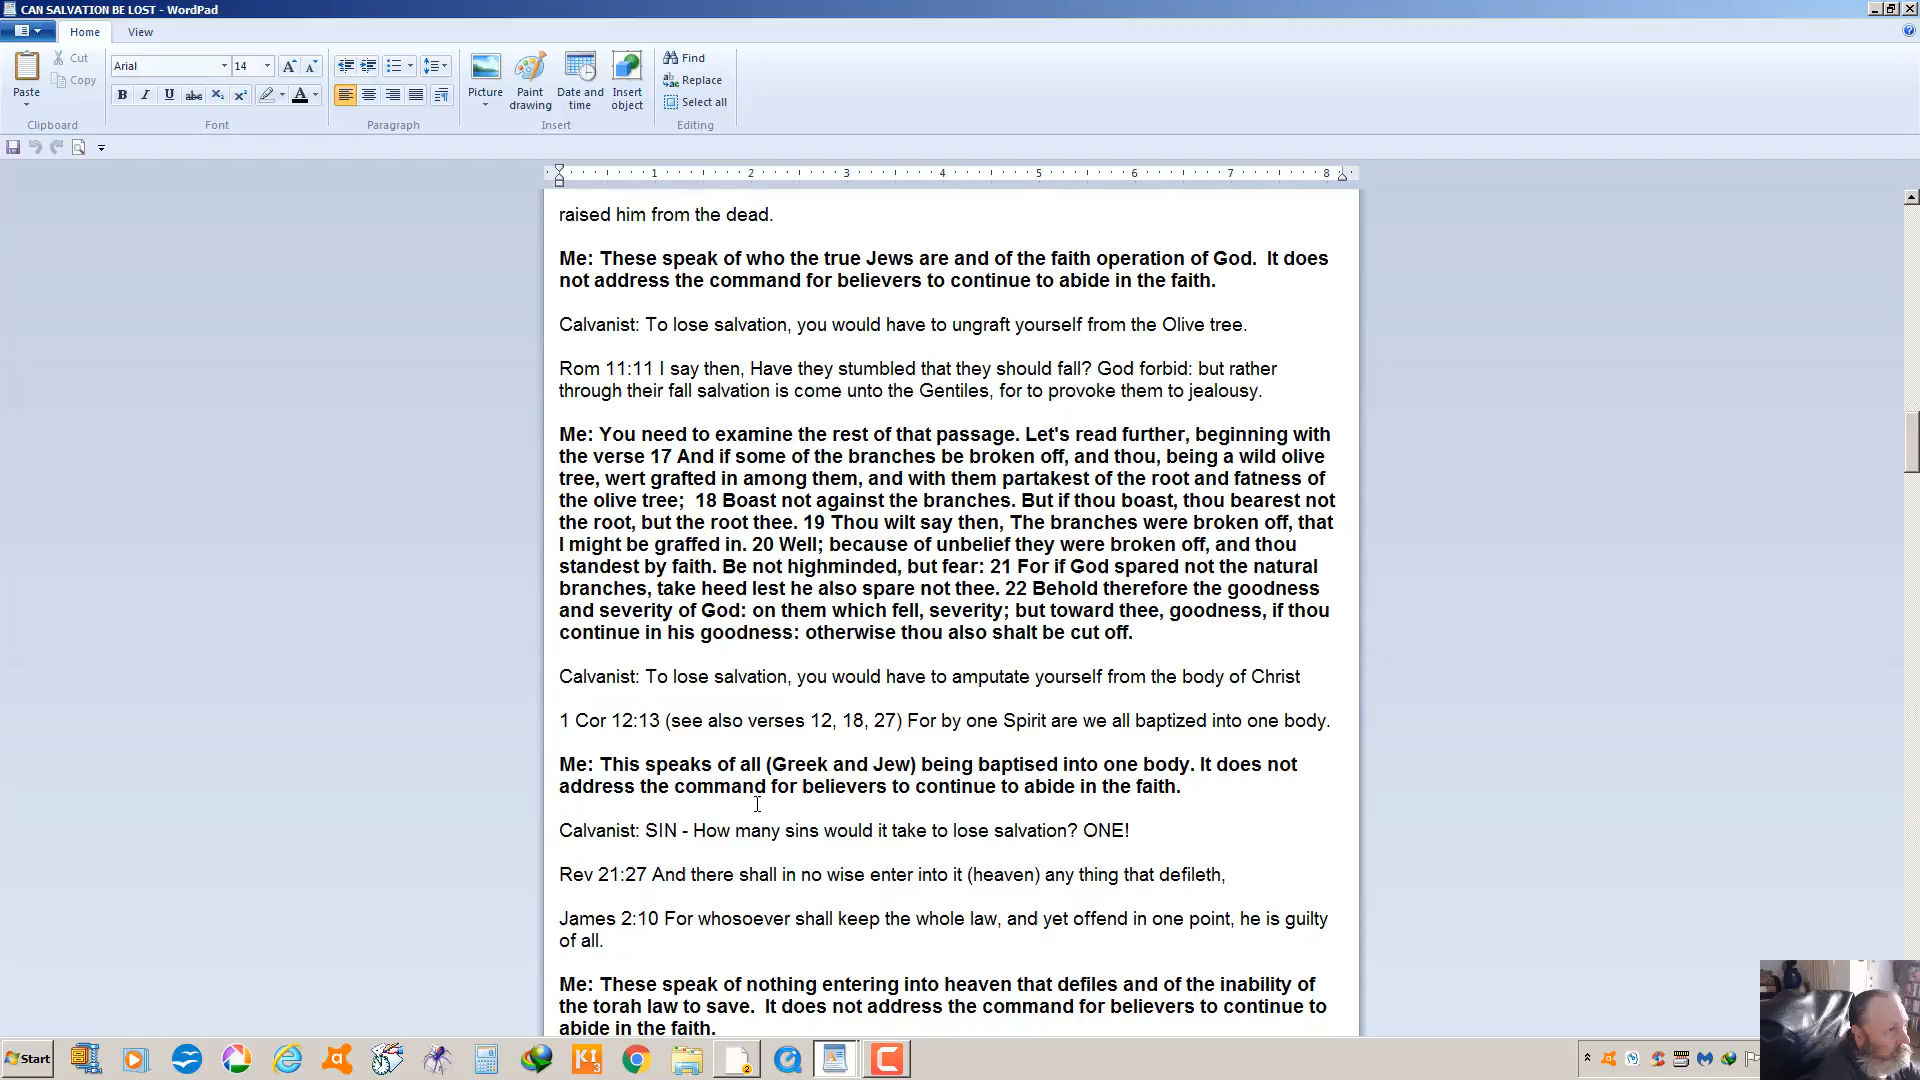 CAN SALVATION BE LOST - WordPad
Home
View
Paste
Cut
Copy
Clipboard
Arial
14
Font
Paragraph
Picture
Paint drawing
Date and time
Insert object
Insert
Find
Replace
Select all
Editing
1 2 3 4 5 6 7 8
raised him from the dead.
Me: These speak of who the true Jews are and of the faith operation of God.  It does
not address the command for believers to continue to abide in the faith.
Calvanist: To lose salvation, you would have to ungraft yourself from the Olive tree.
Rom 11:11 I say then, Have they stumbled that they should fall? God forbid: but rather
through their fall salvation is come unto the Gentiles, for to provoke them to jealousy.
Me: You need to examine the rest of that passage. Let's read further, beginning with
the verse 17 And if some of the branches be broken off, and thou, being a wild olive
tree, wert grafted in among them, and with them partakest of the root and fatness of
the olive tree;  18 Boast not against the branches. But if thou boast, thou bearest not
the root, but the root thee. 19 Thou wilt say then, The branches were broken off, that
I might be graffed in. 20 Well; because of unbelief they were broken off, and thou
standest by faith. Be not highminded, but fear: 21 For if God spared not the natural
branches, take heed lest he also spare not thee. 22 Behold therefore the goodness
and severity of God: on them which fell, severity; but toward thee, goodness, if thou
continue in his goodness: otherwise thou also shalt be cut off.
Calvanist: To lose salvation, you would have to amputate yourself from the body of Christ
1 Cor 12:13 (see also verses 12, 18, 27) For by one Spirit are we all baptized into one body.
Me: This speaks of all (Greek and Jew) being baptised into one body. It does not
address the command for believers to continue to abide in the faith.
Calvanist: SIN - How many sins would it take to lose salvation? ONE!
Rev 21:27 And there shall in no wise enter into it (heaven) any thing that defileth,
James 2:10 For whosoever shall keep the whole law, and yet offend in one point, he is guilty
of all.
Me: These speak of nothing entering into heaven that defiles and of the inability of
the torah law to save.  It does not address the command for believers to continue to
abide in the faith.
Start